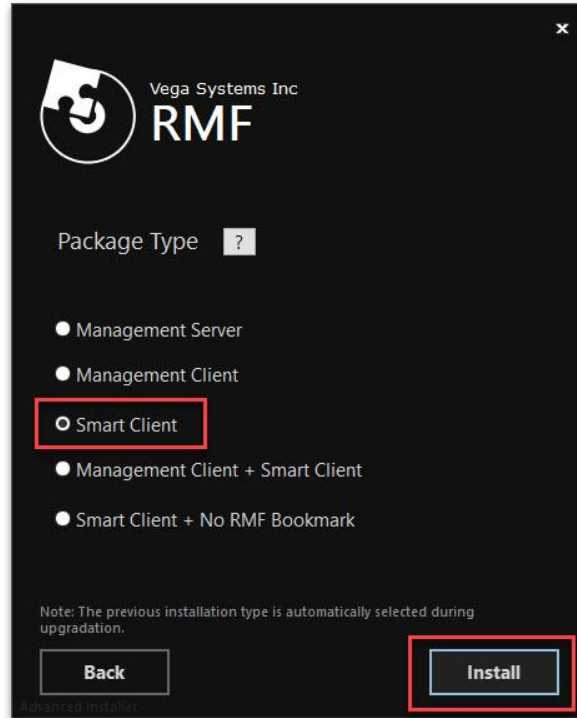 x
Vega Systems Inc
RMF
Package Type ?
Management Server
Management Client
Smart Client
Management Client + Smart Client
Smart Client + No RMF Bookmark
Note: The previous installation type is automatically selected during
upgradation.
Back Install
Advanced Installer